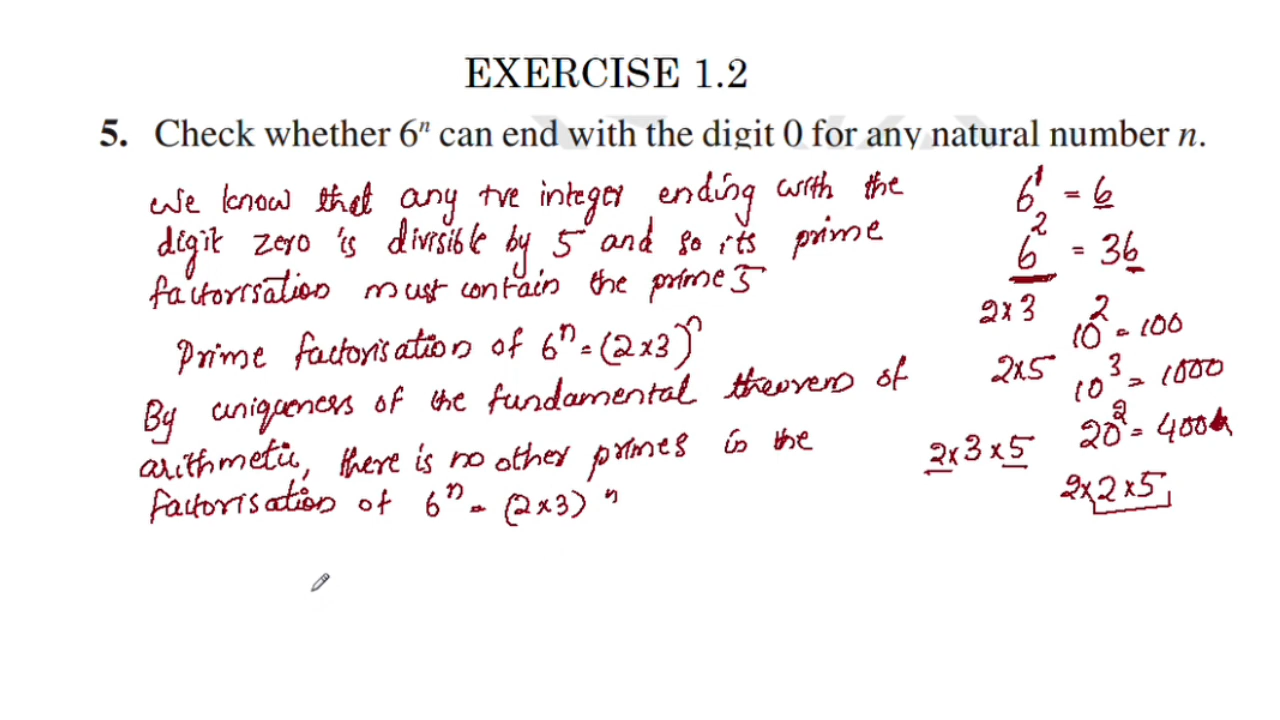 EXERCISE 1.2
5. Check whether 6ⁿ can end with the digit 0 for any natural number n.
we know that any +ve integer ending with the
digit zero is divisible by 5 and so its prime
factorisation must contain the prime 5
Prime factorisation of 6ⁿ = (2×3)ⁿ
By uniqueness of the fundamental theorem of
arithmetic, there is no other primes in the
factorisation of 6ⁿ = (2×3)ⁿ
6¹ = 6
6² = 36
2×3
10² = 100
2×5
10³ = 1000
20² = 400
2×3×5
2×2×5